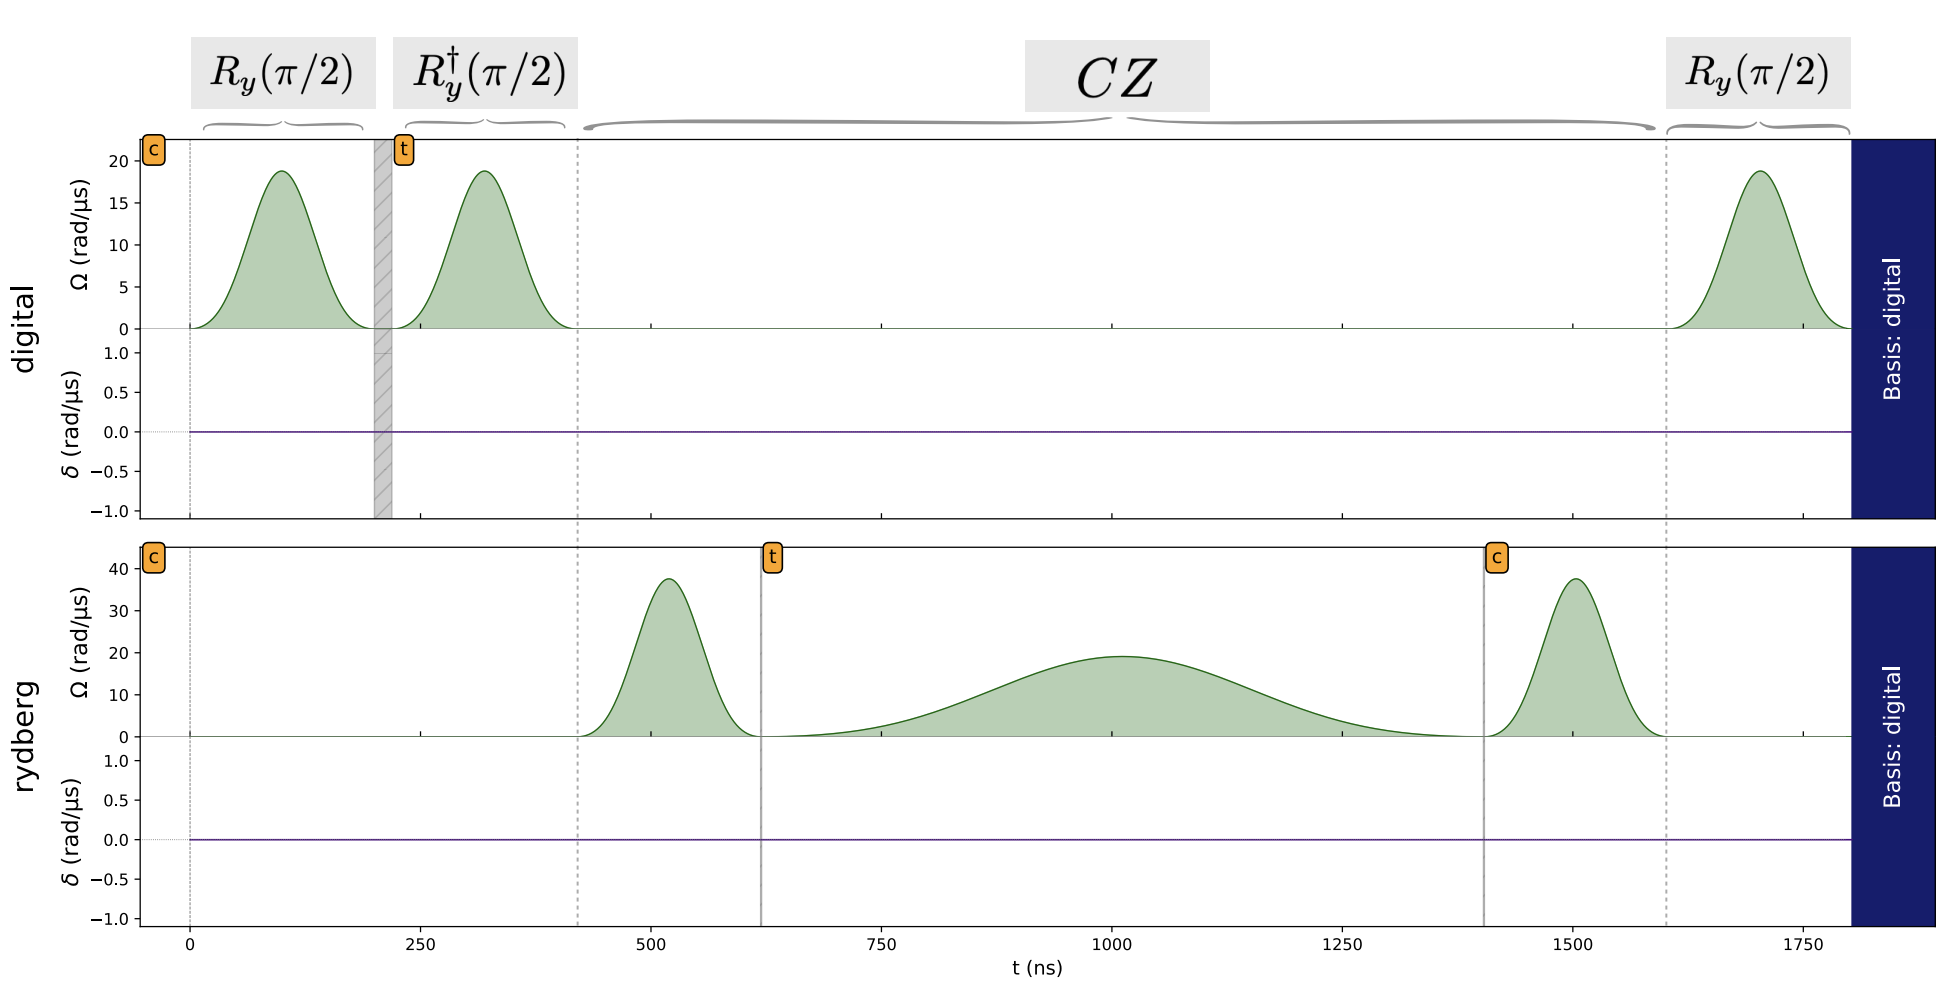 R_y(π/2)
R_y^†(π/2)
CZ
R_y(π/2)
digital
c
t
Ω (rad/µs)
20
15
10
5
0
δ (rad/µs)
1.0
0.5
0.0
−0.5
−1.0
Basis: digital
rydberg
c
t
c
Ω (rad/µs)
40
30
20
10
0
δ (rad/µs)
1.0
0.5
0.0
−0.5
−1.0
Basis: digital
0 250 500 750 1000 1250 1500 1750
t (ns)